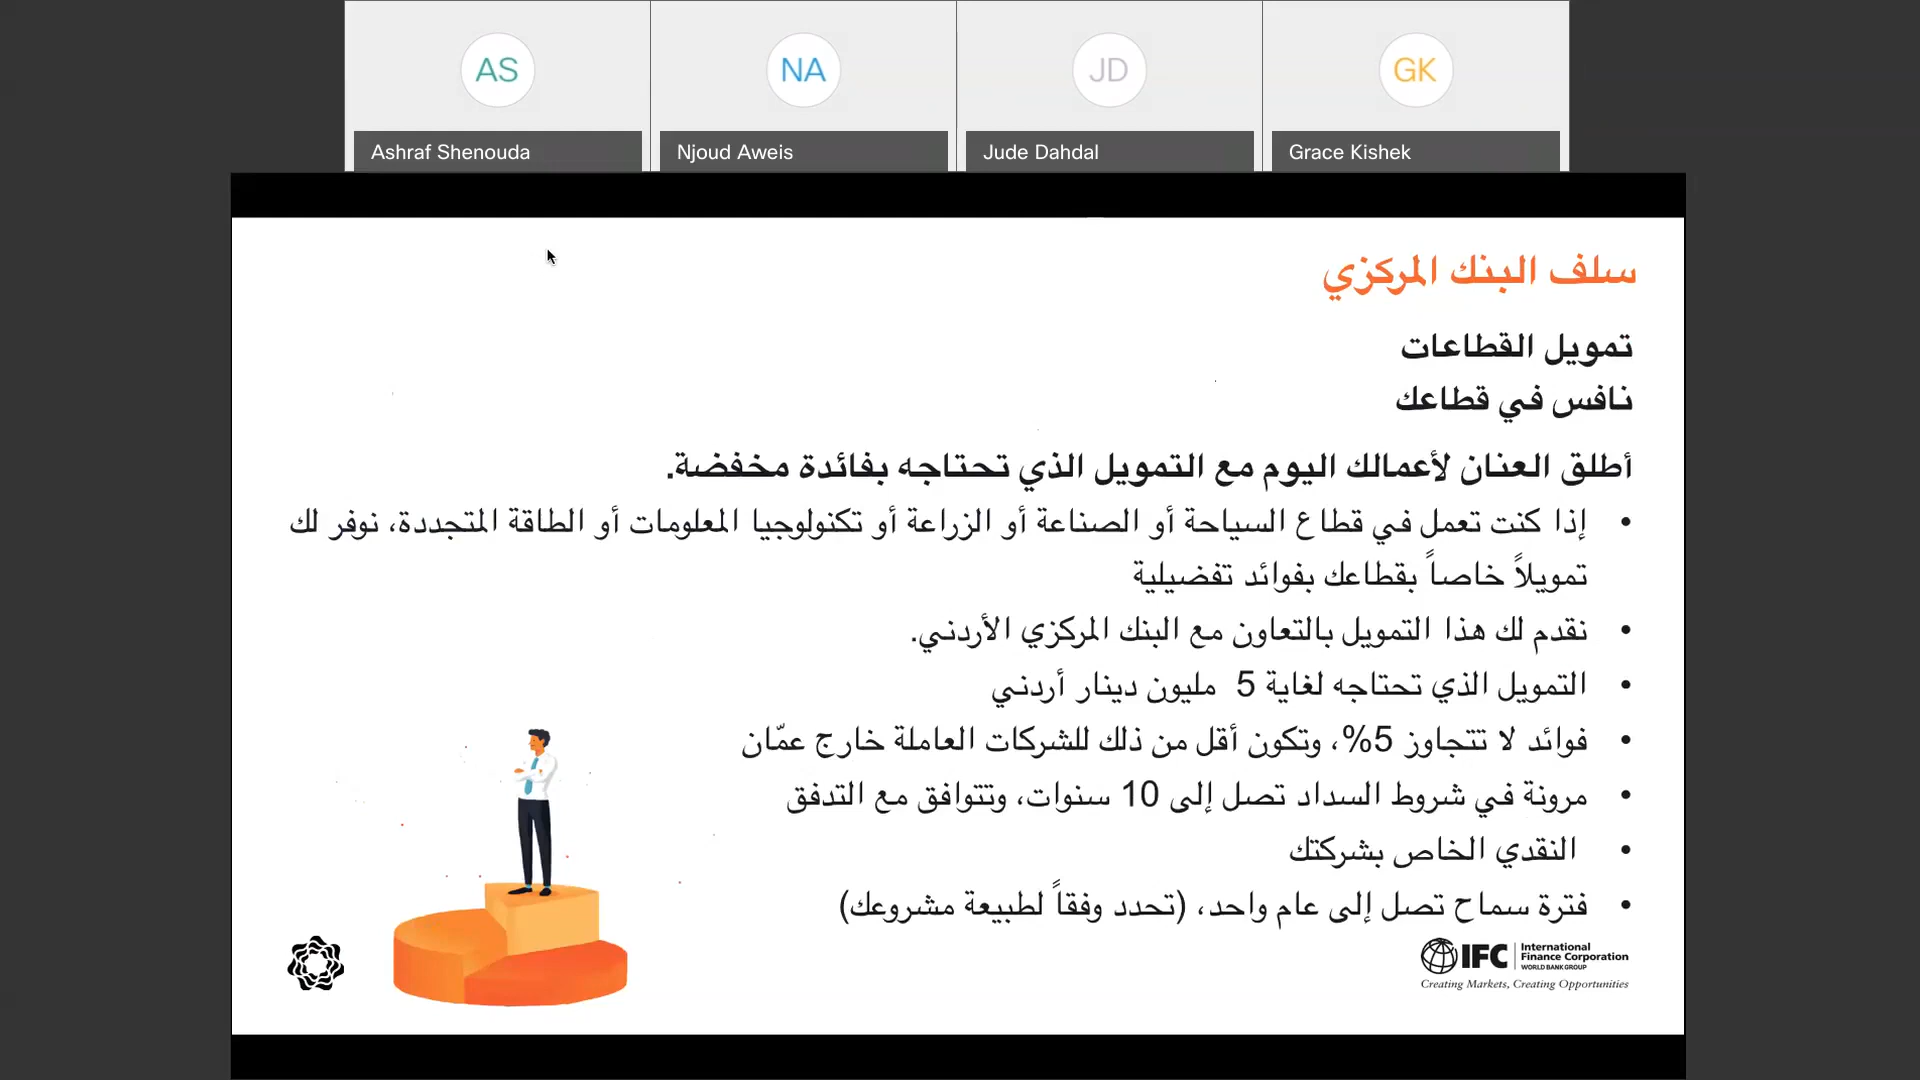 AS
NA
JD
GK
Ashraf Shenouda
Njoud Aweis
Jude Dahdal
Grace Kishek
سلف البنك المركزي
تمويل القطاعات
نافس في قطاعك
أطلق العنان لأعمالك اليوم مع التمويل الذي تحتاجه بفائدة مخفضة.
• إذا كنت تعمل في قطاع السياحة أو الصناعة أو الزراعة أو تكنولوجيا المعلومات أو الطاقة المتجددة، نوفر لك
تمويلاً خاصاً بقطاعك بفوائد تفضيلية
• نقدم لك هذا التمويل بالتعاون مع البنك المركزي الأردني.
• التمويل الذي تحتاجه لغاية 5 مليون دينار أردني
• فوائد لا تتجاوز 5%، وتكون أقل من ذلك للشركات العاملة خارج عمّان
• مرونة في شروط السداد تصل إلى 10 سنوات، وتتوافق مع التدفق
• النقدي الخاص بشركتك
• فترة سماح تصل إلى عام واحد، (تحدد وفقاً لطبيعة مشروعك)
IFC
International
Finance Corporation
WORLD BANK GROUP
Creating Markets, Creating Opportunities